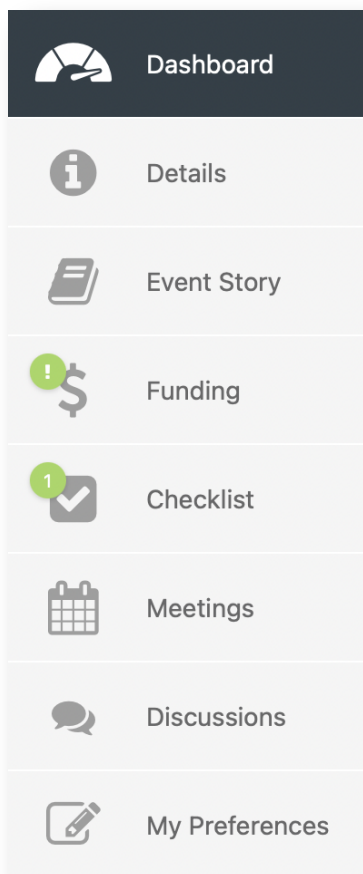 Dashboard
Details
Event Story
!
Funding
1
Checklist
Meetings
Discussions
My Preferences